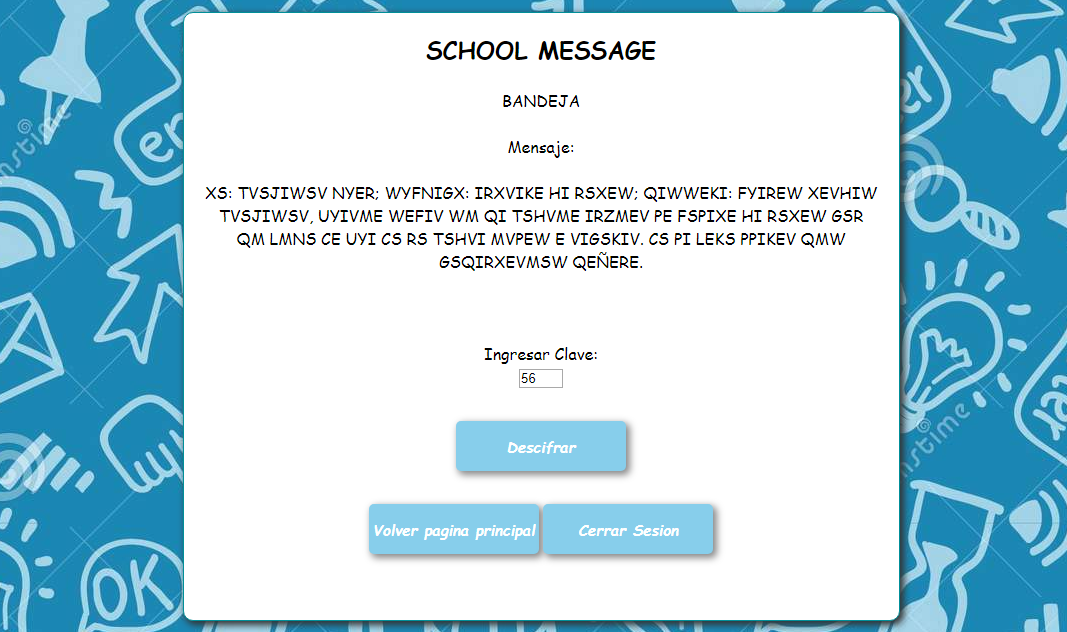 SCHOOL MESSAGE
BANDEJA
Mensaje:
XS: TVSJIWSV NYER; WYFNIGX: IRXVIKE HI RSXEW; QIWWEKI: FYIREW XEVHIW
TVSJIWSV, UYIVME WEFIV WM QI TSHVME IRZMEV PE FSPIXE HI RSXEW GSR
QM LMNS CE UYI CS RS TSHVI MVPEW E VIGSKIV. CS PI LEKS PPIKEV QMW
GSQIRXEVMSW QEÑERE.
Ingresar Clave:
56
Descifrar
Volver pagina principal
Cerrar Sesion
OK